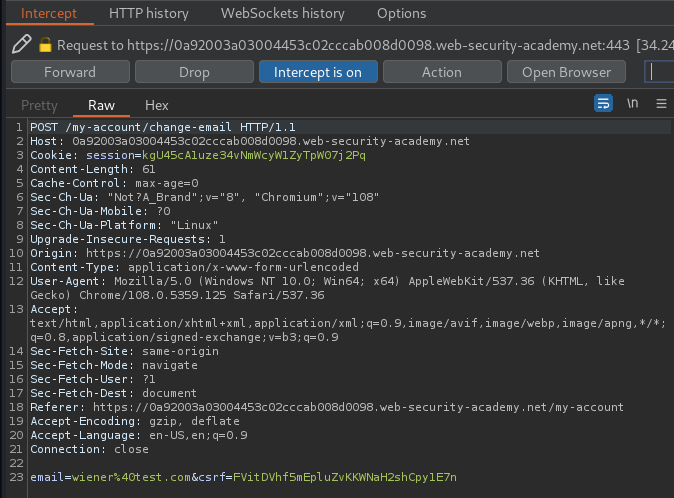 Intercept HTTP history WebSockets history Options
Request to https://0a92003a03004453c02cccab008d0098.web-security-academy.net:443 [34.24
Forward Drop Intercept is on Action Open Browser
Pretty Raw Hex \n
1 POST /my-account/change-email HTTP/1.1
2 Host: 0a92003a03004453c02cccab008d0098.web-security-academy.net
3 Cookie: session=kgU45cAluze34vNmWcyW1ZyTpWO7j2Pq
4 Content-Length: 61
5 Cache-Control: max-age=0
6 Sec-Ch-Ua: "Not?A_Brand";v="8", "Chromium";v="108"
7 Sec-Ch-Ua-Mobile: ?0
8 Sec-Ch-Ua-Platform: "Linux"
9 Upgrade-Insecure-Requests: 1
10 Origin: https://0a92003a03004453c02cccab008d0098.web-security-academy.net
11 Content-Type: application/x-www-form-urlencoded
12 User-Agent: Mozilla/5.0 (Windows NT 10.0; Win64; x64) AppleWebKit/537.36 (KHTML, like
Gecko) Chrome/108.0.5359.125 Safari/537.36
13 Accept:
text/html,application/xhtml+xml,application/xml;q=0.9,image/avif,image/webp,image/apng,*/*;
q=0.8,application/signed-exchange;v=b3;q=0.9
14 Sec-Fetch-Site: same-origin
15 Sec-Fetch-Mode: navigate
16 Sec-Fetch-User: ?1
17 Sec-Fetch-Dest: document
18 Referer: https://0a92003a03004453c02cccab008d0098.web-security-academy.net/my-account
19 Accept-Encoding: gzip, deflate
20 Accept-Language: en-US,en;q=0.9
21 Connection: close
22
23 email=wiener%40test.com&csrf=FVitDVhf5mEpluZvKKWNaH2shCpylE7n